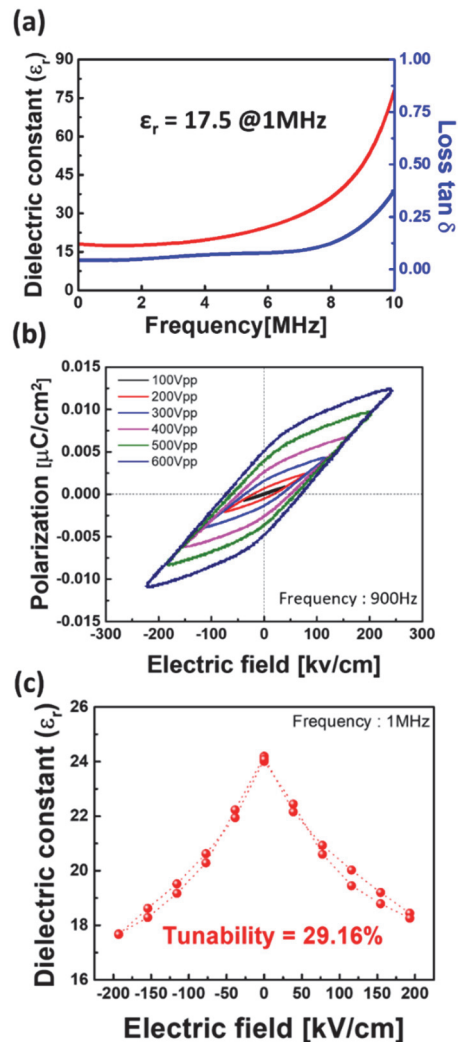 (a)
Dielectric constant (εr)
90
75
60
45
30
15
0
εr = 17.5 @1MHz
1.00
0.75
0.50
0.25
0.00
Loss tan δ
0 2 4 6 8 10
Frequency[MHz]
(b)
Polarization [μC/cm²]
0.015
0.010
0.005
0.000
-0.005
-0.010
-0.015
100Vpp
200Vpp
300Vpp
400Vpp
500Vpp
600Vpp
Frequency : 900Hz
-300 -200 -100 0 100 200 300
Electric field [kv/cm]
(c)
Dielectric constant (εr)
26
24
22
20
18
16
Frequency : 1MHz
Tunability = 29.16%
-200 -150 -100 -50 0 50 100 150 200
Electric field [kV/cm]